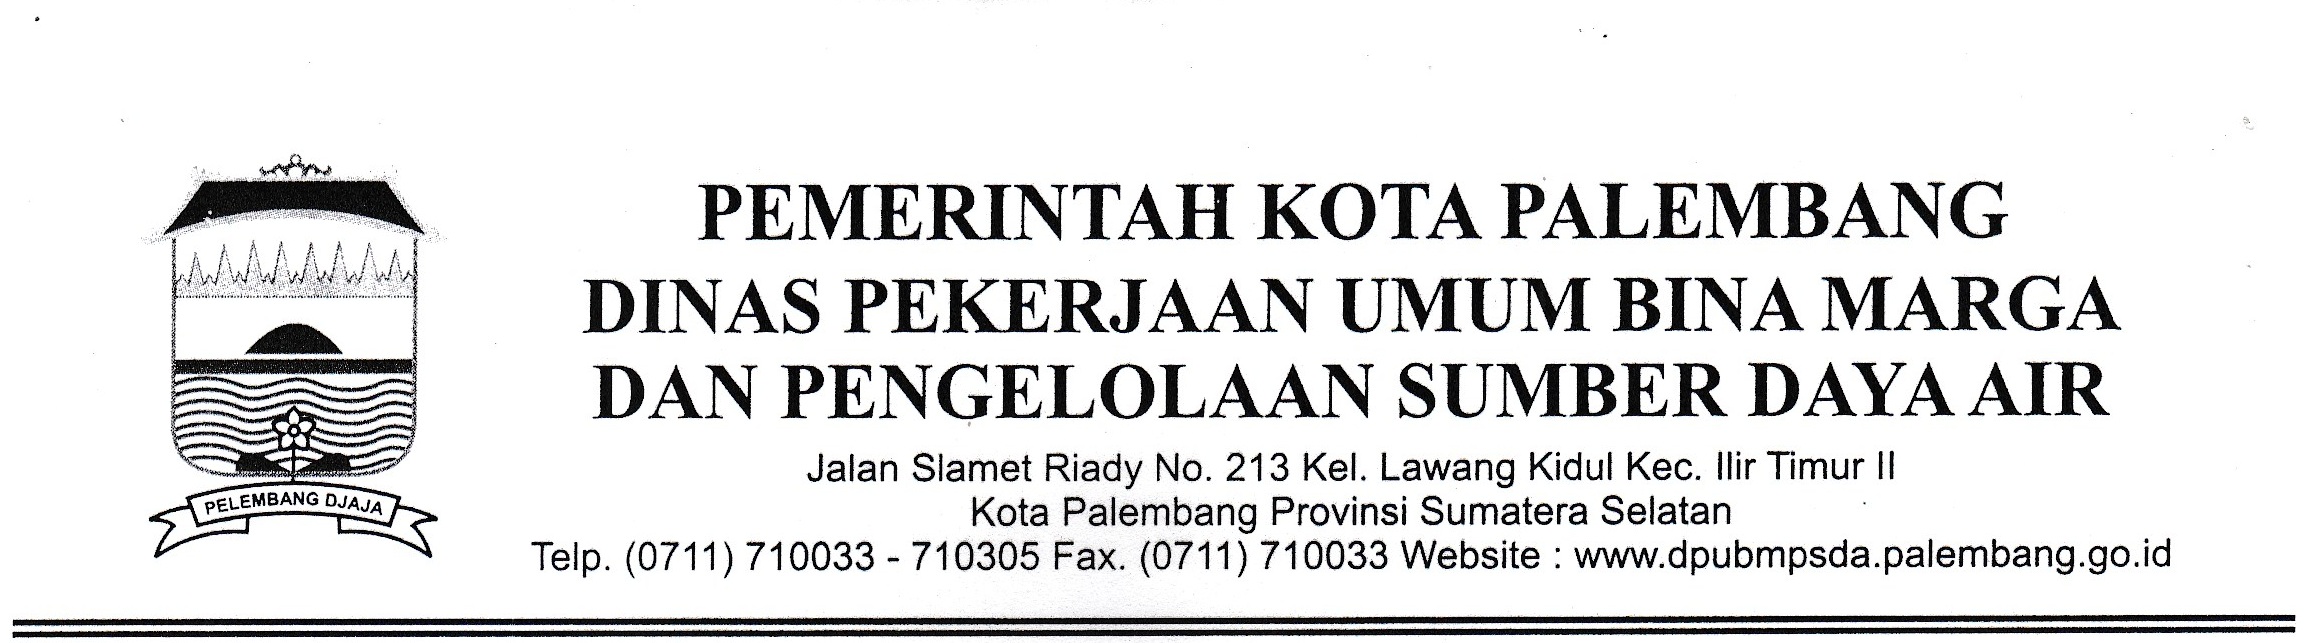 PEMERINTAH KOTA PALEMBANG
DINAS PEKERJAAN UMUM BINA MARGA
DAN PENGELOLAAN SUMBER DAYA AIR
Jalan Slamet Riady No. 213 Kel. Lawang Kidul Kec. Ilir Timur II
Kota Palembang Provinsi Sumatera Selatan
Telp. (0711) 710033 - 710305 Fax. (0711) 710033 Website : www.dpubmpsda.palembang.go.id
PELEMBANG DJAJA